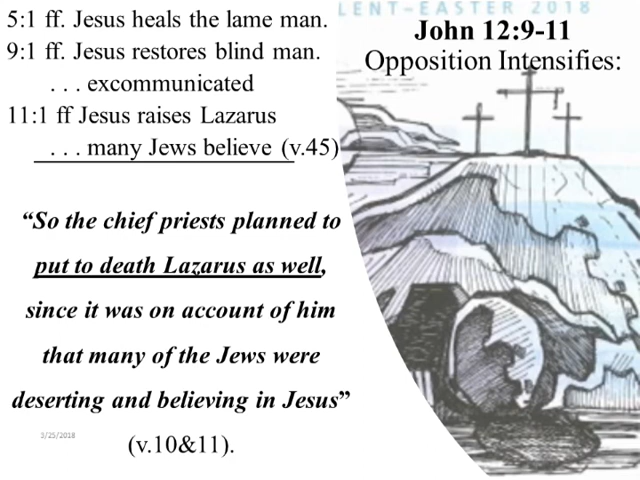 5:1 ff. Jesus heals the lame man.
9:1 ff. Jesus restores blind man.
. . . excommunicated
11:1 ff Jesus raises Lazarus
. . . many Jews believe (v.45)
“So the chief priests planned to
put to death Lazarus as well,
since it was on account of him
that many of the Jews were
deserting and believing in Jesus”
(v.10&11).
3/25/2018
LENT–EASTER 2018
John 12:9-11
Opposition Intensifies: